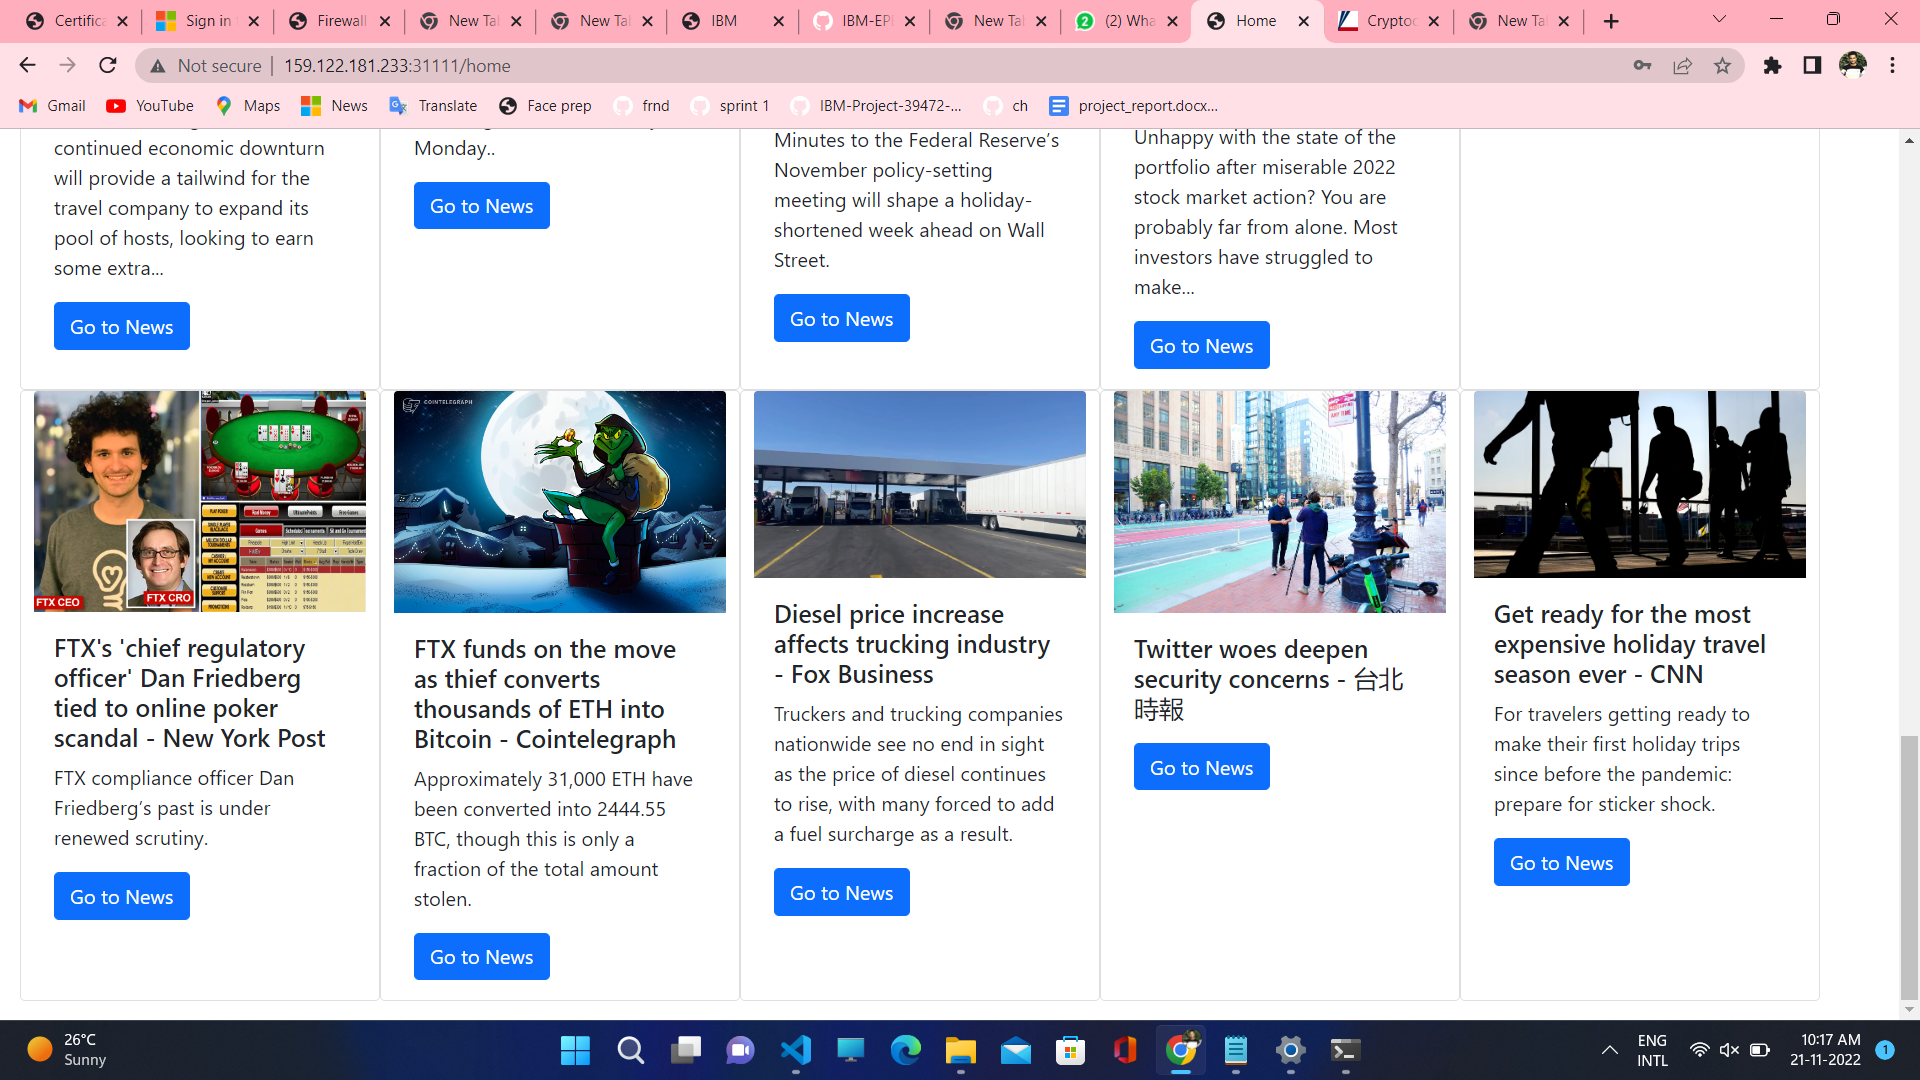 Certifica
Sign in
Firewall
New Ta
New Ta
IBM
IBM-EPI
New Ta
(2) Wha
Home
Cryptoc
New Ta
Not secure
159.122.181.233:31111/home
Gmail
YouTube
Maps
News
Translate
Face prep
frnd
sprint 1
IBM-Project-39472-...
ch
project_report.docx...
continued economic downturn
will provide a tailwind for the
travel company to expand its
pool of hosts, looking to earn
some extra...
Go to News
Monday..
Go to News
Minutes to the Federal Reserve’s
November policy-setting
meeting will shape a holiday-
shortened week ahead on Wall
Street.
Go to News
Unhappy with the state of the
portfolio after miserable 2022
stock market action? You are
probably far from alone. Most
investors have struggled to
make...
Go to News
FTX CEO
FTX CRO
FTX's 'chief regulatory
officer' Dan Friedberg
tied to online poker
scandal - New York Post
FTX compliance officer Dan
Friedberg’s past is under
renewed scrutiny.
Go to News
COINTELEGRAPH
FTX funds on the move
as thief converts
thousands of ETH into
Bitcoin - Cointelegraph
Approximately 31,000 ETH have
been converted into 2444.55
BTC, though this is only a
fraction of the total amount
stolen.
Go to News
Diesel price increase
affects trucking industry
- Fox Business
Truckers and trucking companies
nationwide see no end in sight
as the price of diesel continues
to rise, with many forced to add
a fuel surcharge as a result.
Go to News
Twitter woes deepen
security concerns - 台北
時報
Go to News
Get ready for the most
expensive holiday travel
season ever - CNN
For travelers getting ready to
make their first holiday trips
since before the pandemic:
prepare for sticker shock.
Go to News
26°C
Sunny
ENG
INTL
10:17 AM
21-11-2022
1